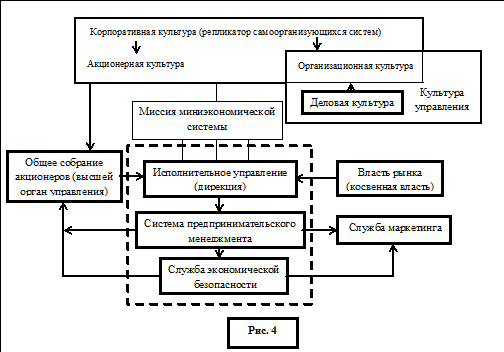 Корпоративная культура (репликатор самоорганизующихся систем)
Акционерная культура
Организационная культура
Деловая культура
Культура
управления
Миссия миниэкономической
системы
Общее собрание
акционеров (высшей
орган управления)
Исполнительное управление
(дирекция)
Власть рынка
(косвенная власть)
Система предпринимательского
менеджмента
Служба маркетинга
Служба экономической
безопасности
Рис. 4